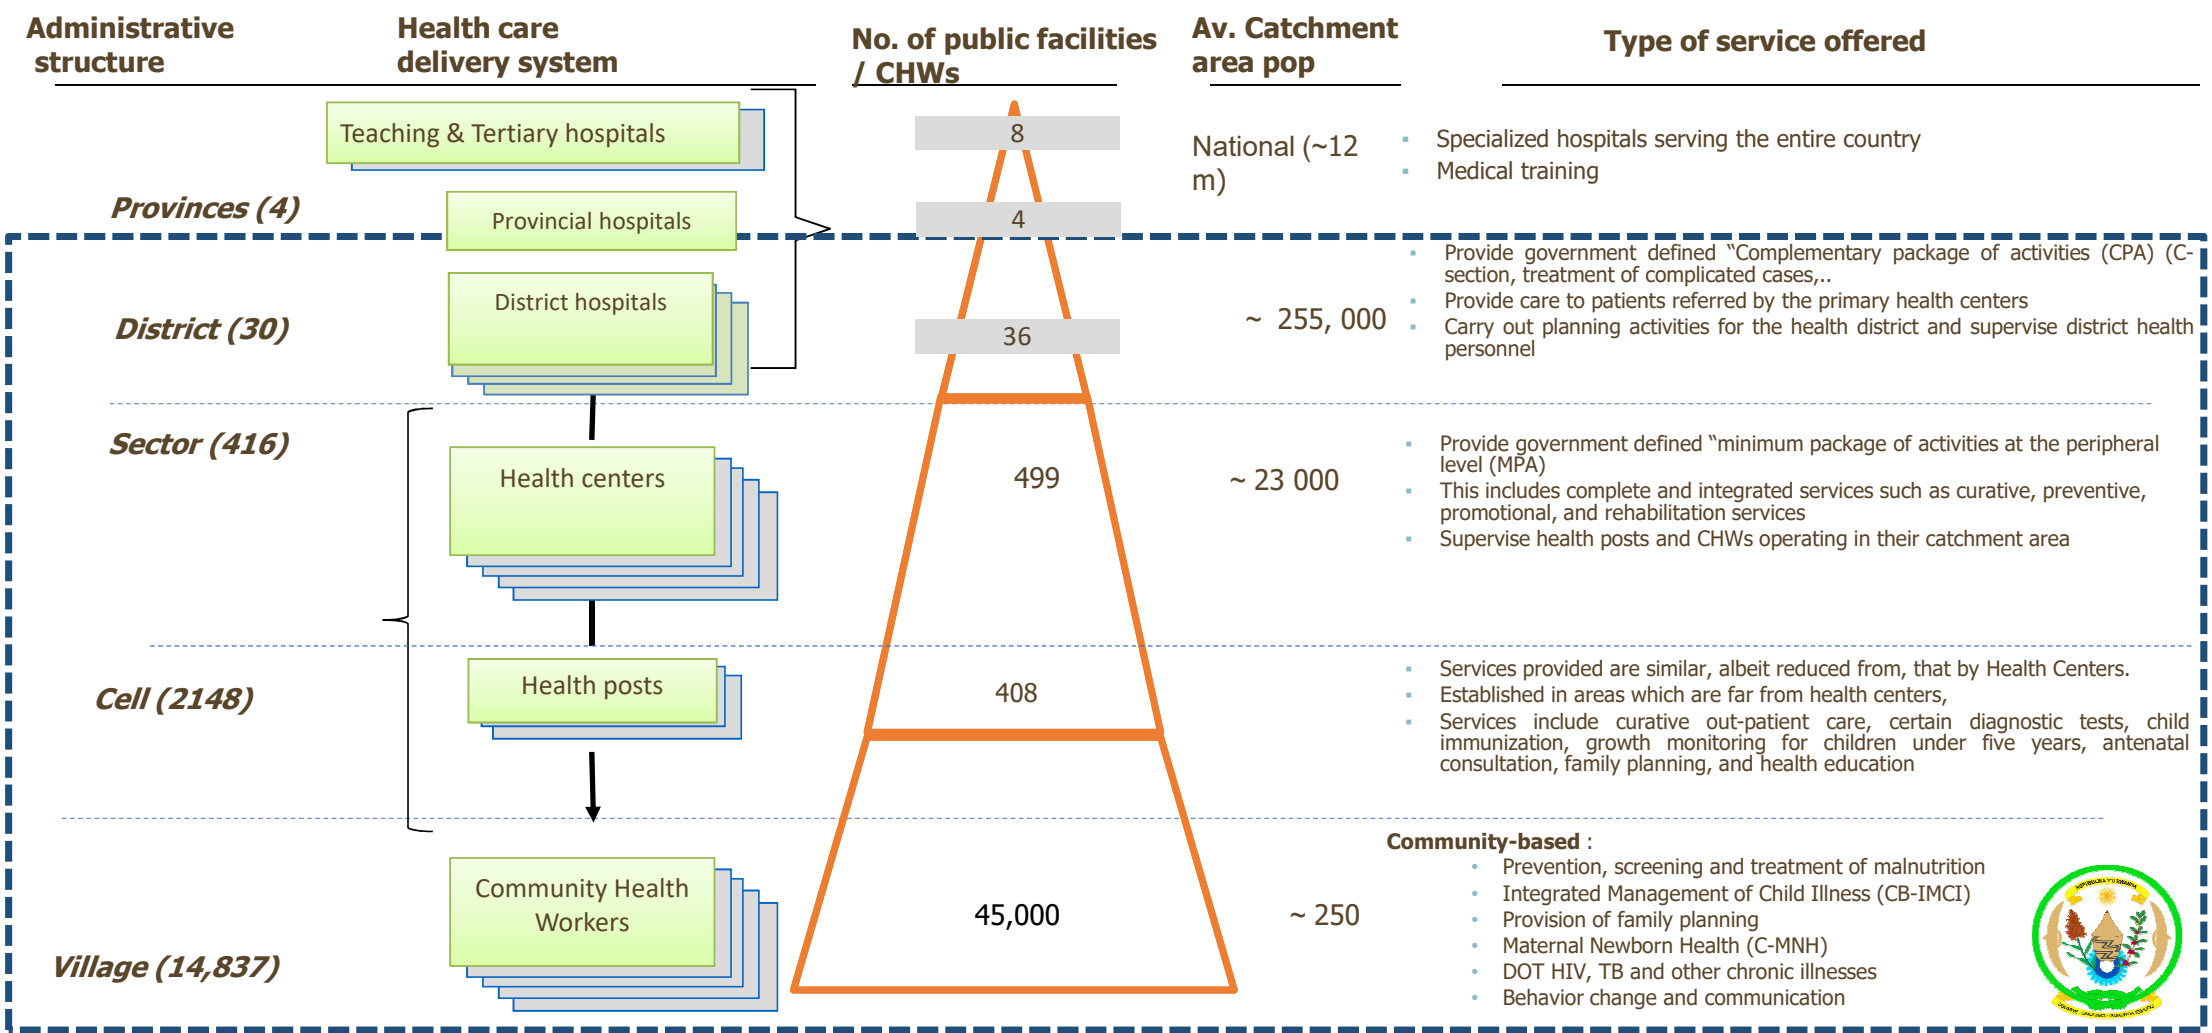 Administrative
structure
Health care
delivery system
No. of public facilities
/ CHWs
Av. Catchment
area pop
Type of service offered
Teaching & Tertiary hospitals
8
National (~12
m)
▪ Specialized hospitals serving the entire country
▪ Medical training
Provinces (4)
Provincial hospitals
4
District (30)
District hospitals
36
~ 255, 000
▪ Provide government defined “Complementary package of activities (CPA) (C-
section, treatment of complicated cases,..
▪ Provide care to patients referred by the primary health centers
▪ Carry out planning activities for the health district and supervise district health
personnel
Sector (416)
Health centers
499
~ 23 000
▪ Provide government defined “minimum package of activities at the peripheral
level (MPA)
▪ This includes complete and integrated services such as curative, preventive,
promotional, and rehabilitation services
▪ Supervise health posts and CHWs operating in their catchment area
Cell (2148)
Health posts
408
▪ Services provided are similar, albeit reduced from, that by Health Centers.
▪ Established in areas which are far from health centers,
▪ Services include curative out-patient care, certain diagnostic tests, child
immunization, growth monitoring for children under five years, antenatal
consultation, family planning, and health education
Village (14,837)
Community Health
Workers
45,000
~ 250
Community-based :
• Prevention, screening and treatment of malnutrition
• Integrated Management of Child Illness (CB-IMCI)
• Provision of family planning
• Maternal Newborn Health (C-MNH)
• DOT HIV, TB and other chronic illnesses
• Behavior change and communication